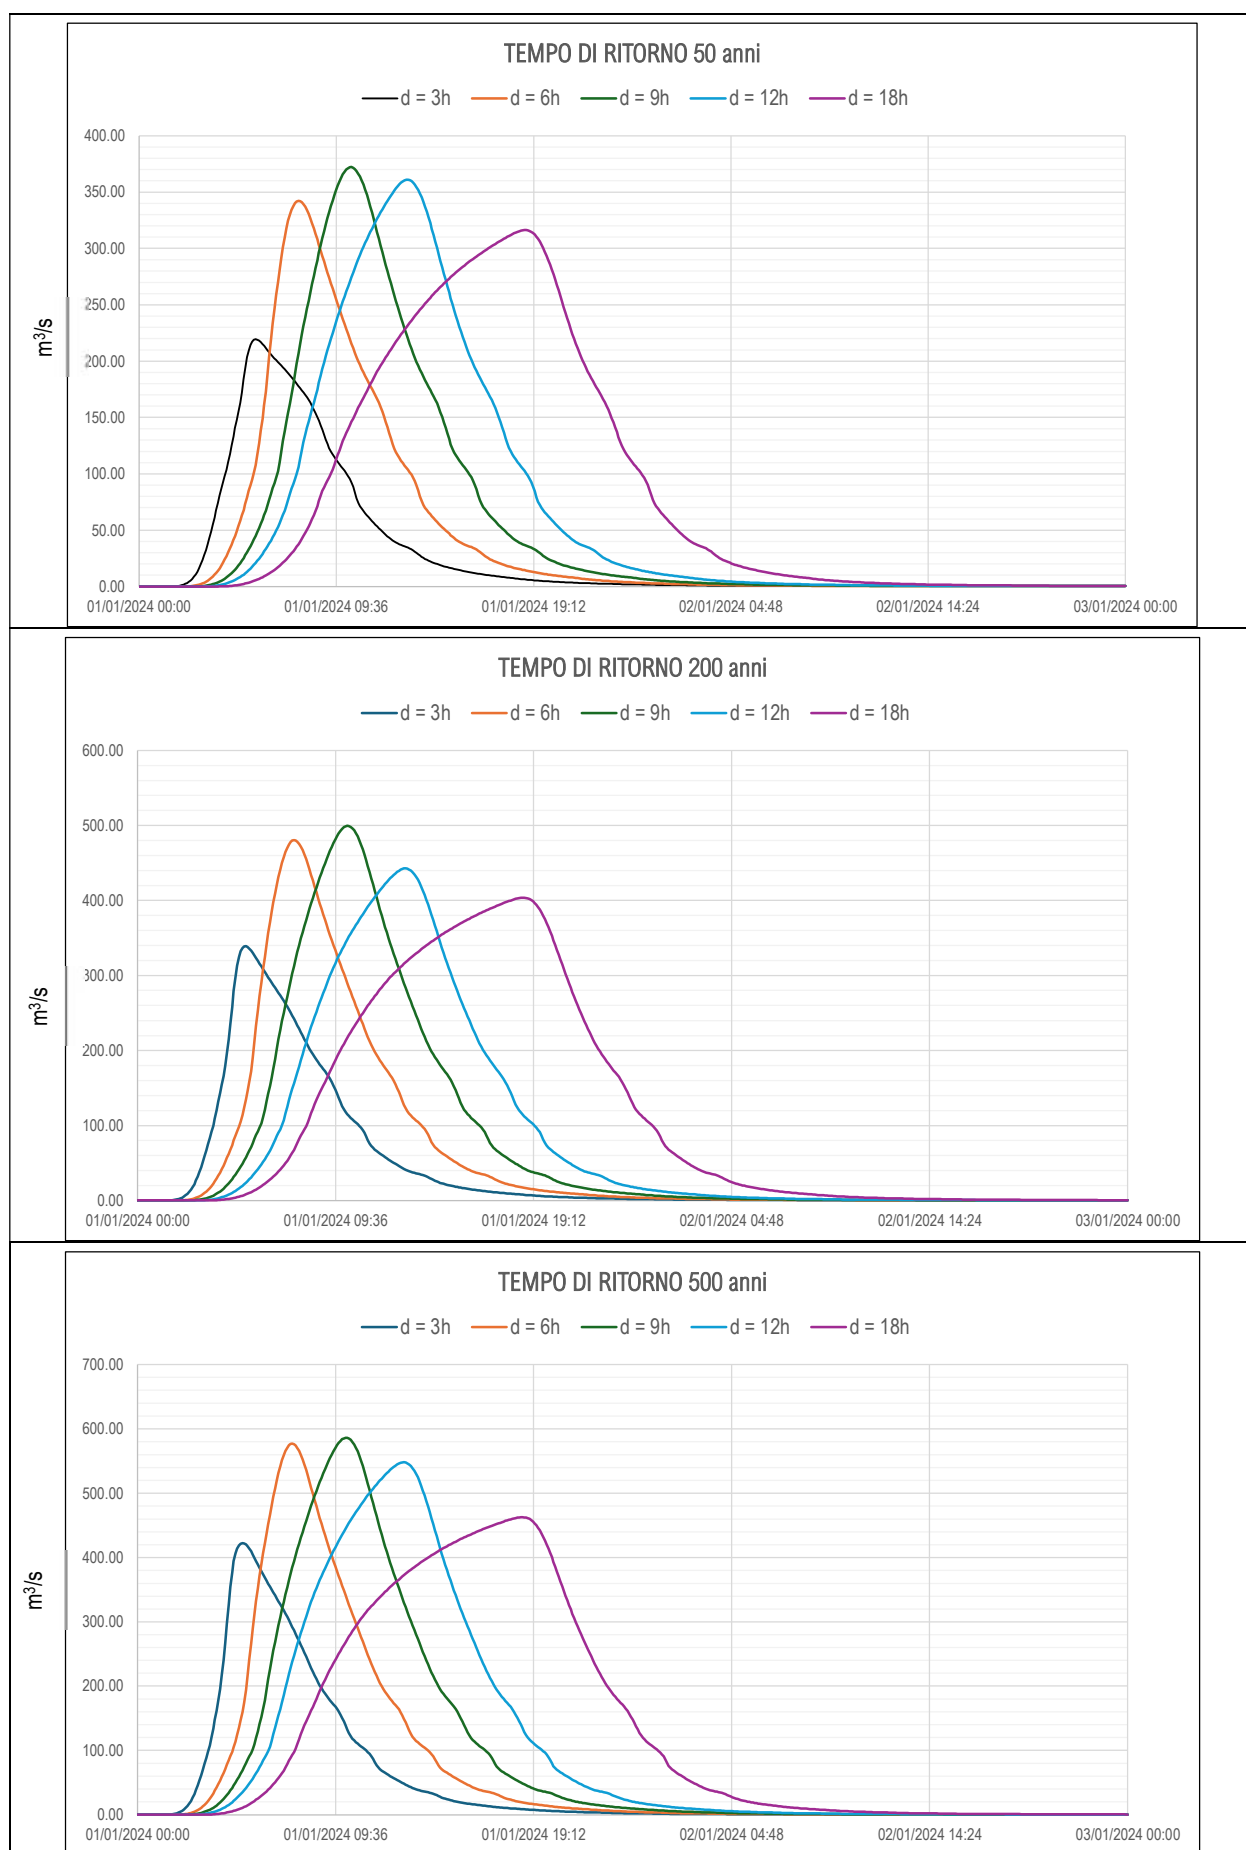 TEMPO DI RITORNO 50 anni
d = 3h d = 6h d = 9h d = 12h d = 18h
400.00
350.00
300.00
250.00
200.00
150.00
100.00
50.00
0.00
m³/s
01/01/2024 00:00 01/01/2024 09:36 01/01/2024 19:12 02/01/2024 04:48 02/01/2024 14:24 03/01/2024 00:00
TEMPO DI RITORNO 200 anni
d = 3h d = 6h d = 9h d = 12h d = 18h
600.00
500.00
400.00
300.00
200.00
100.00
0.00
m³/s
01/01/2024 00:00 01/01/2024 09:36 01/01/2024 19:12 02/01/2024 04:48 02/01/2024 14:24 03/01/2024 00:00
TEMPO DI RITORNO 500 anni
d = 3h d = 6h d = 9h d = 12h d = 18h
700.00
600.00
500.00
400.00
300.00
200.00
100.00
0.00
m³/s
01/01/2024 00:00 01/01/2024 09:36 01/01/2024 19:12 02/01/2024 04:48 02/01/2024 14:24 03/01/2024 00:00